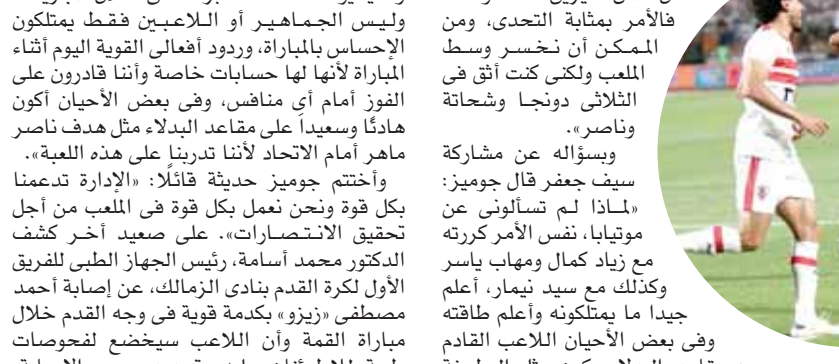 فالأمر بمثابة التحدى، ومن
الممكن أن نخسر وسط
الملعب ولكنى كنت أثق فى
الثلاثى دونجا وشحاتة
وناصر».
وبسؤاله عن مشاركة
سيف جعفر قال جوميز:
«لماذا لم تسألونى عن
موتيابا، نفس الأمر كررته
مع زياد كمال ومهاب ياسر
وكذلك مع سيد نيمار، أعلم
جيدا ما يمتلكونه وأعلم طاقته
وفى بعض الأحيان اللاعب القادم
وليس الجماهير أو اللاعبين فقط يمتلكون
الإحساس بالمباراة، وردود أفعالى القوية اليوم أثناء
المباراة لأنها لها حسابات خاصة وأننا قادرون على
الفوز أمام أى منافس، وفى بعض الأحيان أكون
هادئًا وسعيداَ على مقاعد البدلاء مثل هدف ناصر
ماهر أمام الاتحاد لأننا تدربنا على هذه اللعبة».
وأختتم جوميز حديثة قائلًا: «الإدارة تدعمنا
بكل قوة ونحن نعمل بكل قوة فى الملعب من أجل
تحقيق الانتصارات». على صعيد أخر كشف
الدكتور محمد أسامة، رئيس الجهاز الطبى للفريق
الأول لكرة القدم بنادى الزمالك، عن إصابة أحمد
مصطفى «زيزو» بكدمة قوية فى وجه القدم خلال
مباراة القمة وأن اللاعب سيخضع لفحوصات